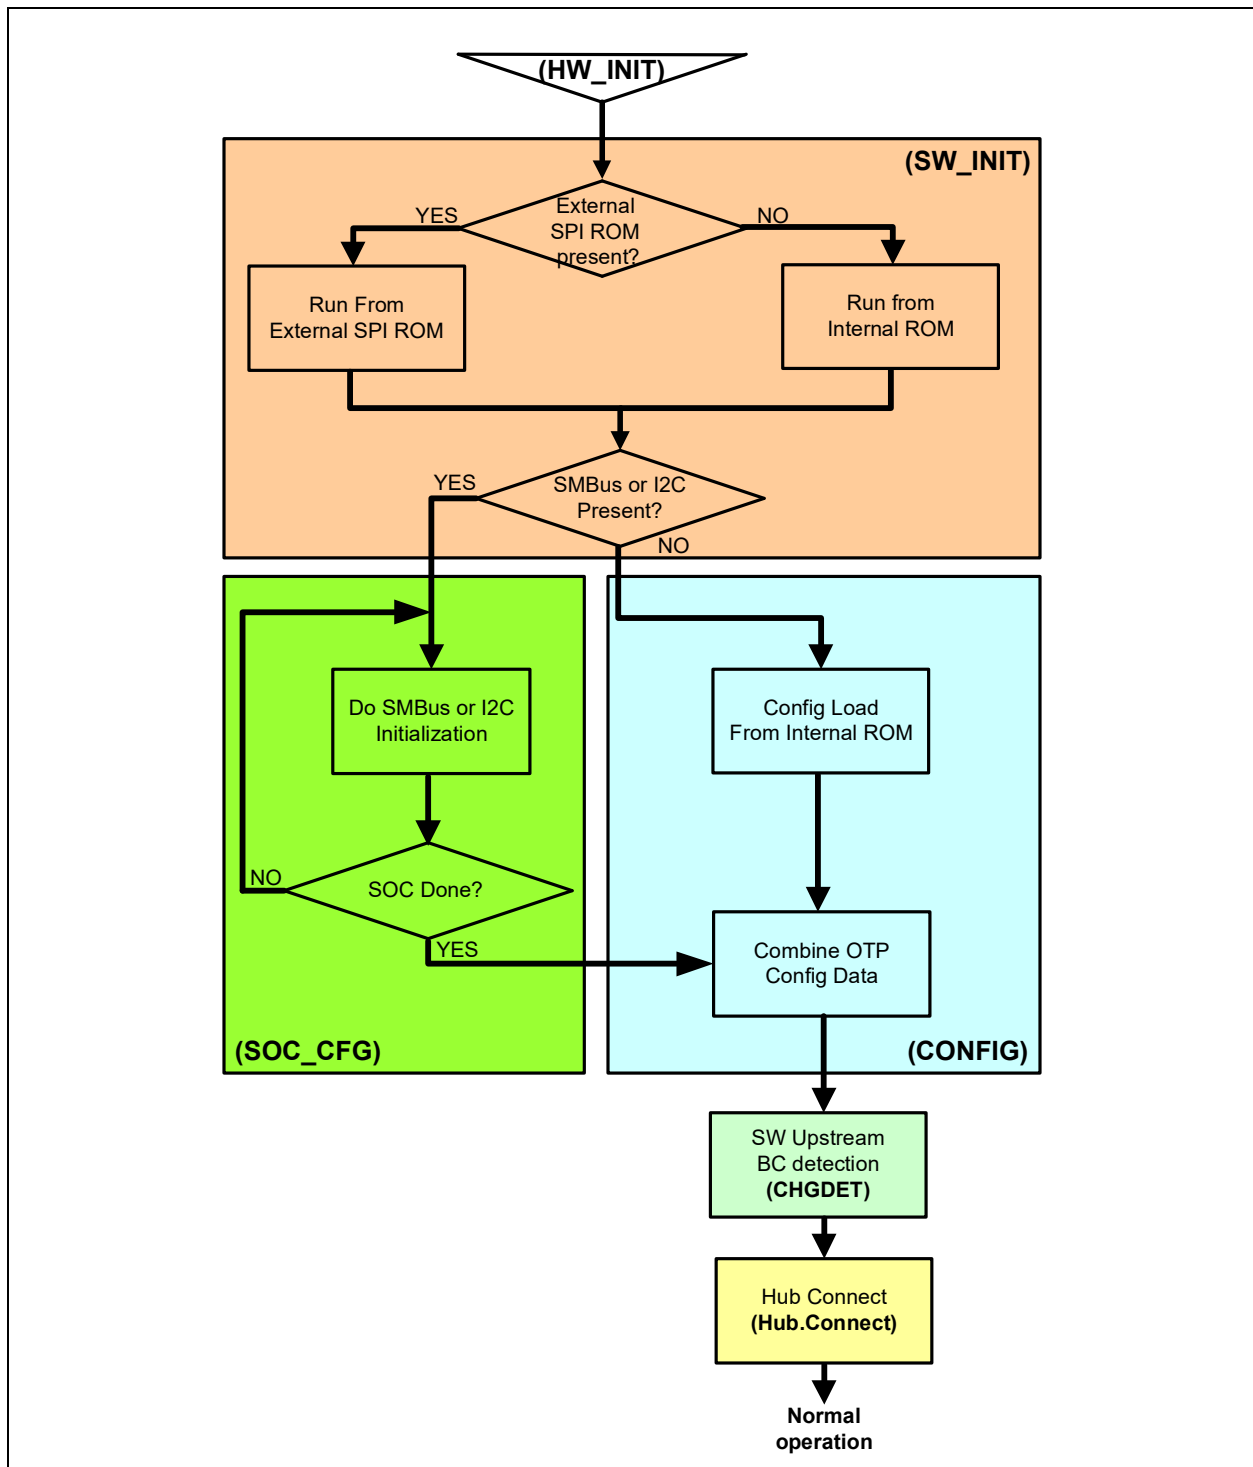 (HW_INIT)
(SW_INIT)
External
SPI ROM
present?
YES
NO
Run From
External SPI ROM
Run from
Internal ROM
SMBus or I2C
Present?
YES
NO
Do SMBus or I2C
Initialization
Config Load
From Internal ROM
SOC Done?
NO
YES
Combine OTP
Config Data
(SOC_CFG)
(CONFIG)
SW Upstream
BC detection
(CHGDET)
Hub Connect
(Hub.Connect)
Normal
operation